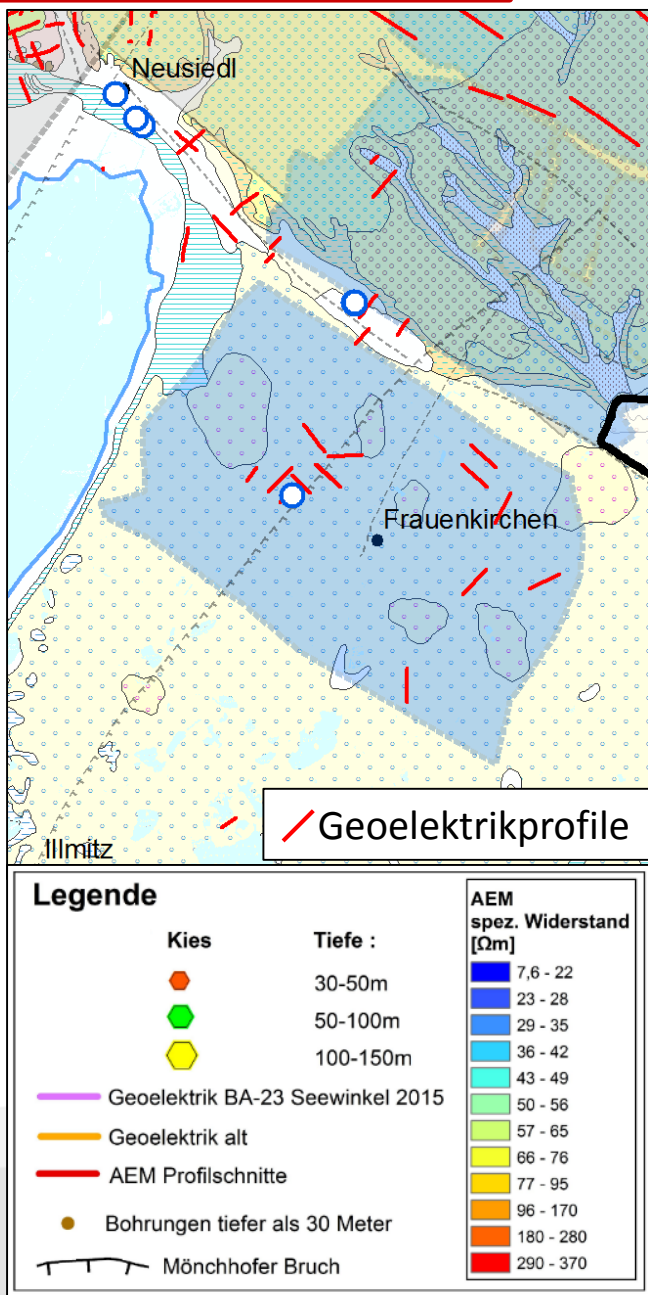 Neusiedl
Frauenkirchen
Illmitz
Geoelektrikprofile
Legende
Kies Tiefe :
30-50m
50-100m
100-150m
Geoelektrik BA-23 Seewinkel 2015
Geoelektrik alt
AEM Profilschnitte
Bohrungen tiefer als 30 Meter
Mönchhofer Bruch
AEM
spez. Widerstand
[Ωm]
7,6 - 22
23 - 28
29 - 35
36 - 42
43 - 49
50 - 56
57 - 65
66 - 76
77 - 95
96 - 170
180 - 280
290 - 370